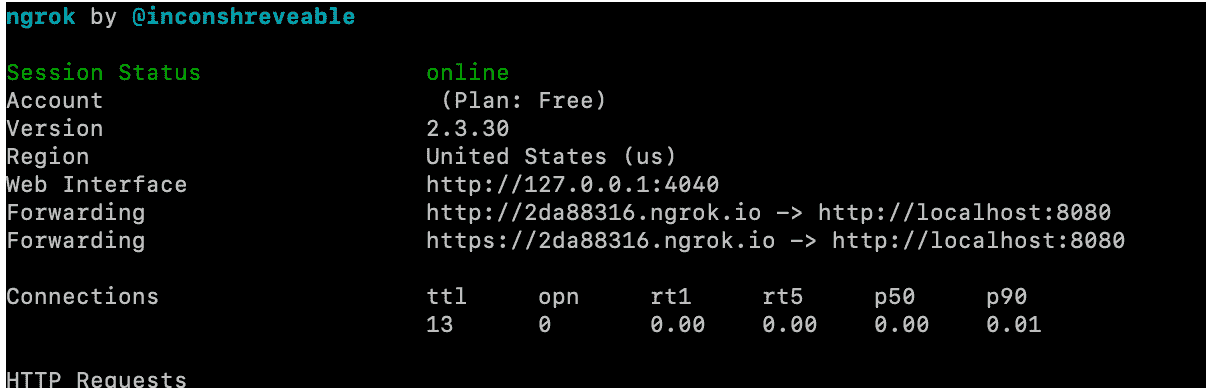 ngrok by @inconshreveable
Session Status online
Account (Plan: Free)
Version 2.3.30
Region United States (us)
Web Interface http://127.0.0.1:4040
Forwarding http://2da88316.ngrok.io -> http://localhost:8080
Forwarding https://2da88316.ngrok.io -> http://localhost:8080
Connections ttl opn rt1 rt5 p50 p90
13 0 0.00 0.00 0.00 0.01
HTTP Requests